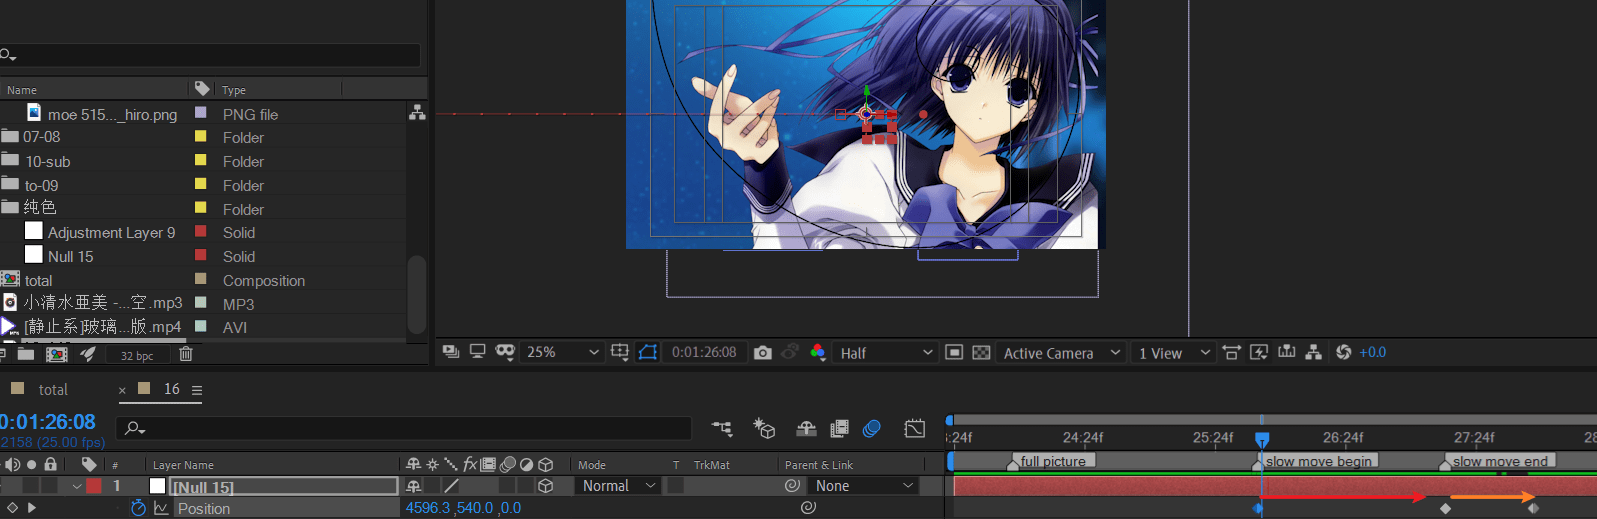 Name Type
moe 515..._hiro.png PNG file
07-08 Folder
10-sub Folder
to-09 Folder
纯色 Folder
Adjustment Layer 9 Solid
Null 15 Solid
total Composition
小清水亜美 -...空.mp3 MP3
[静止系]玻璃...版.mp4 AVI
32 bpc
25% 0:01:26:08 Half Active Camera 1 View +0.0
total × 16
0:01:26:08
2158 (25.00 fps)
:24f 24:24f 25:24f 26:24f 27:24f 28
# Layer Name Mode T TrkMat Parent & Link
full picture slow move begin slow move end
1 [Null 15] Normal None
Position 4596.3 ,540.0 ,0.0